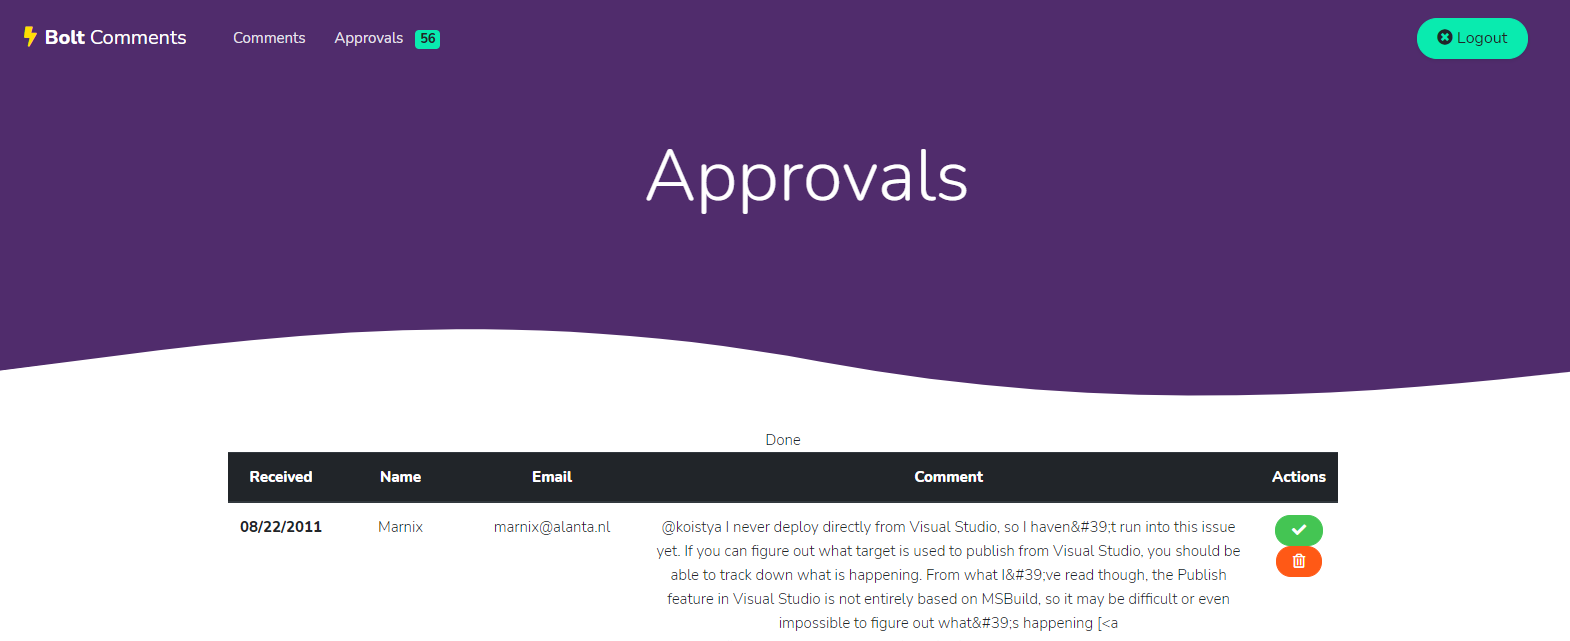 Bolt Comments Comments Approvals 56 Logout
Approvals
Done
Received Name Email Comment Actions
08/22/2011 Marnix marnix@alanta.nl @koistya I never deploy directly from Visual Studio, so I haven&#39;t run into this issue
yet. If you can figure out what target is used to publish from Visual Studio, you should be
able to track down what is happening. From what I&#39;ve read though, the Publish
feature in Visual Studio is not entirely based on MSBuild, so it may be difficult or even
impossible to figure out what&#39;s happening [<a